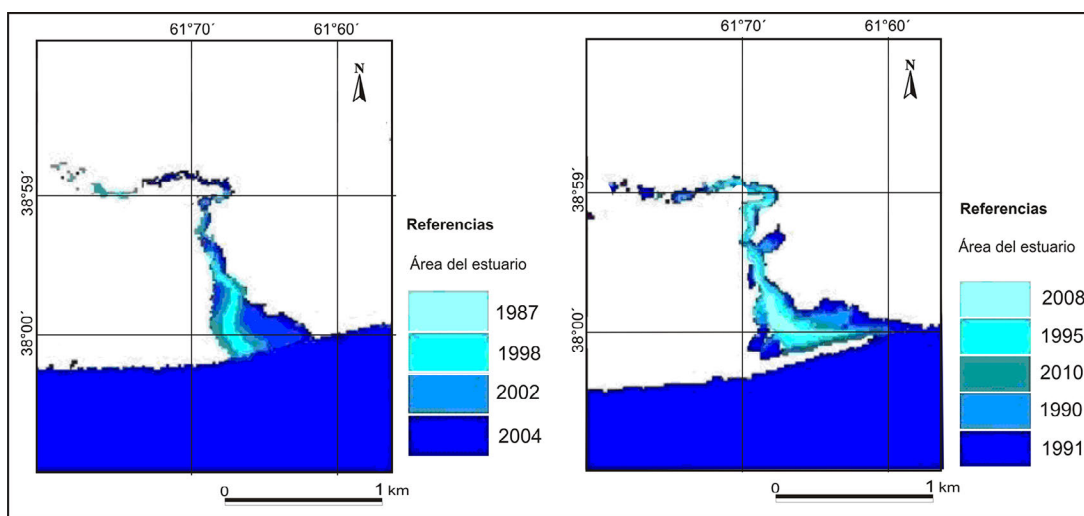 61°70´
61°60´
N
38°59´
38°00´
Referencias
Área del estuario
1987
1998
2002
2004
0
1 km
61°70´
61°60´
N
38°59´
38°00´
Referencias
Área del estuario
2008
1995
2010
1990
1991
0
1 km